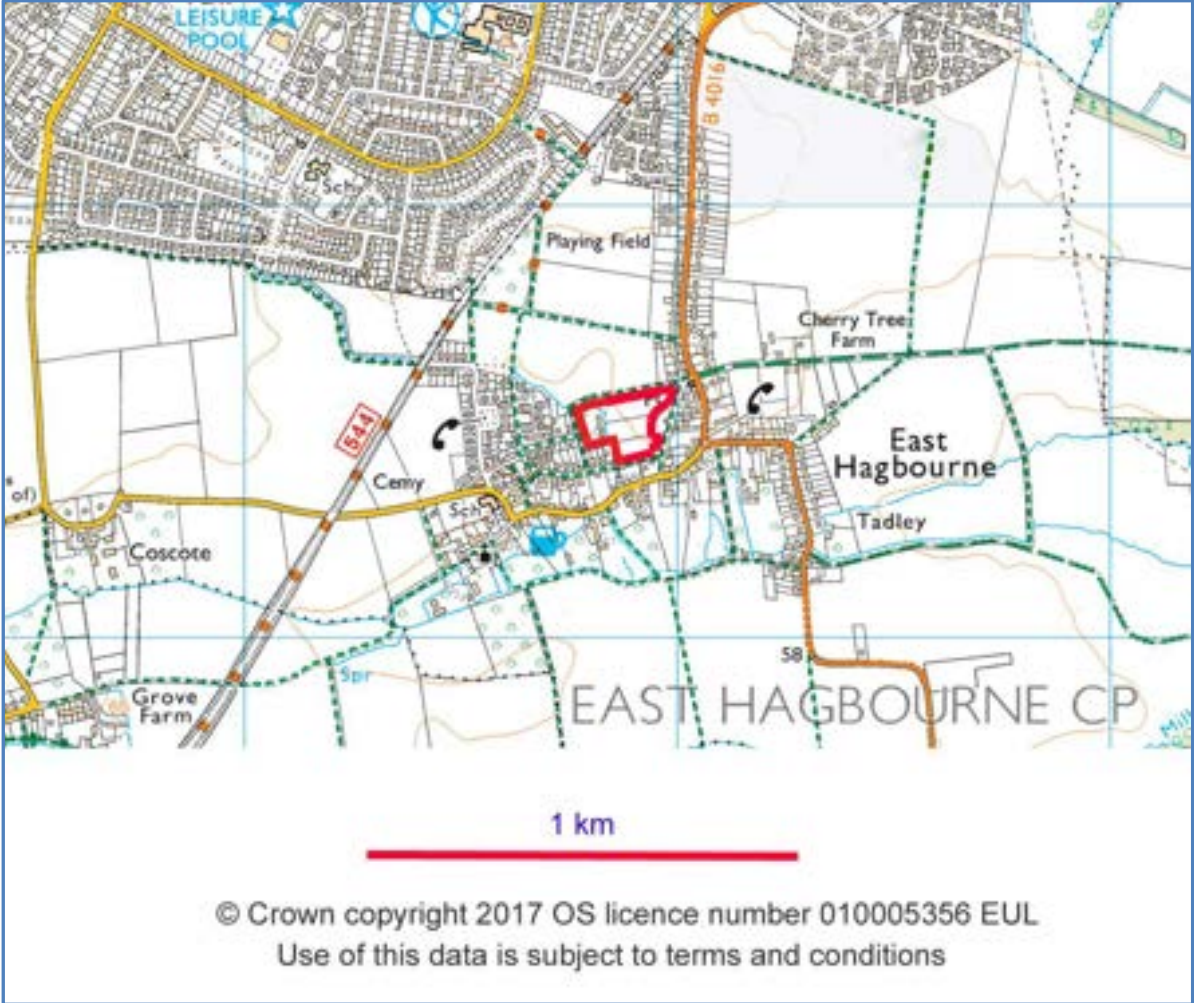 LEISURE
POOL
B 4016
Sch
Playing Field
Cherry Tree
Farm
544
East
Hagbourne
of)
Cemy
Sch
Tadley
Coscote
58
Spr
Grove
Farm
EAST HAGBOURNE CP
1 km
© Crown copyright 2017 OS licence number 010005356 EUL
Use of this data is subject to terms and conditions